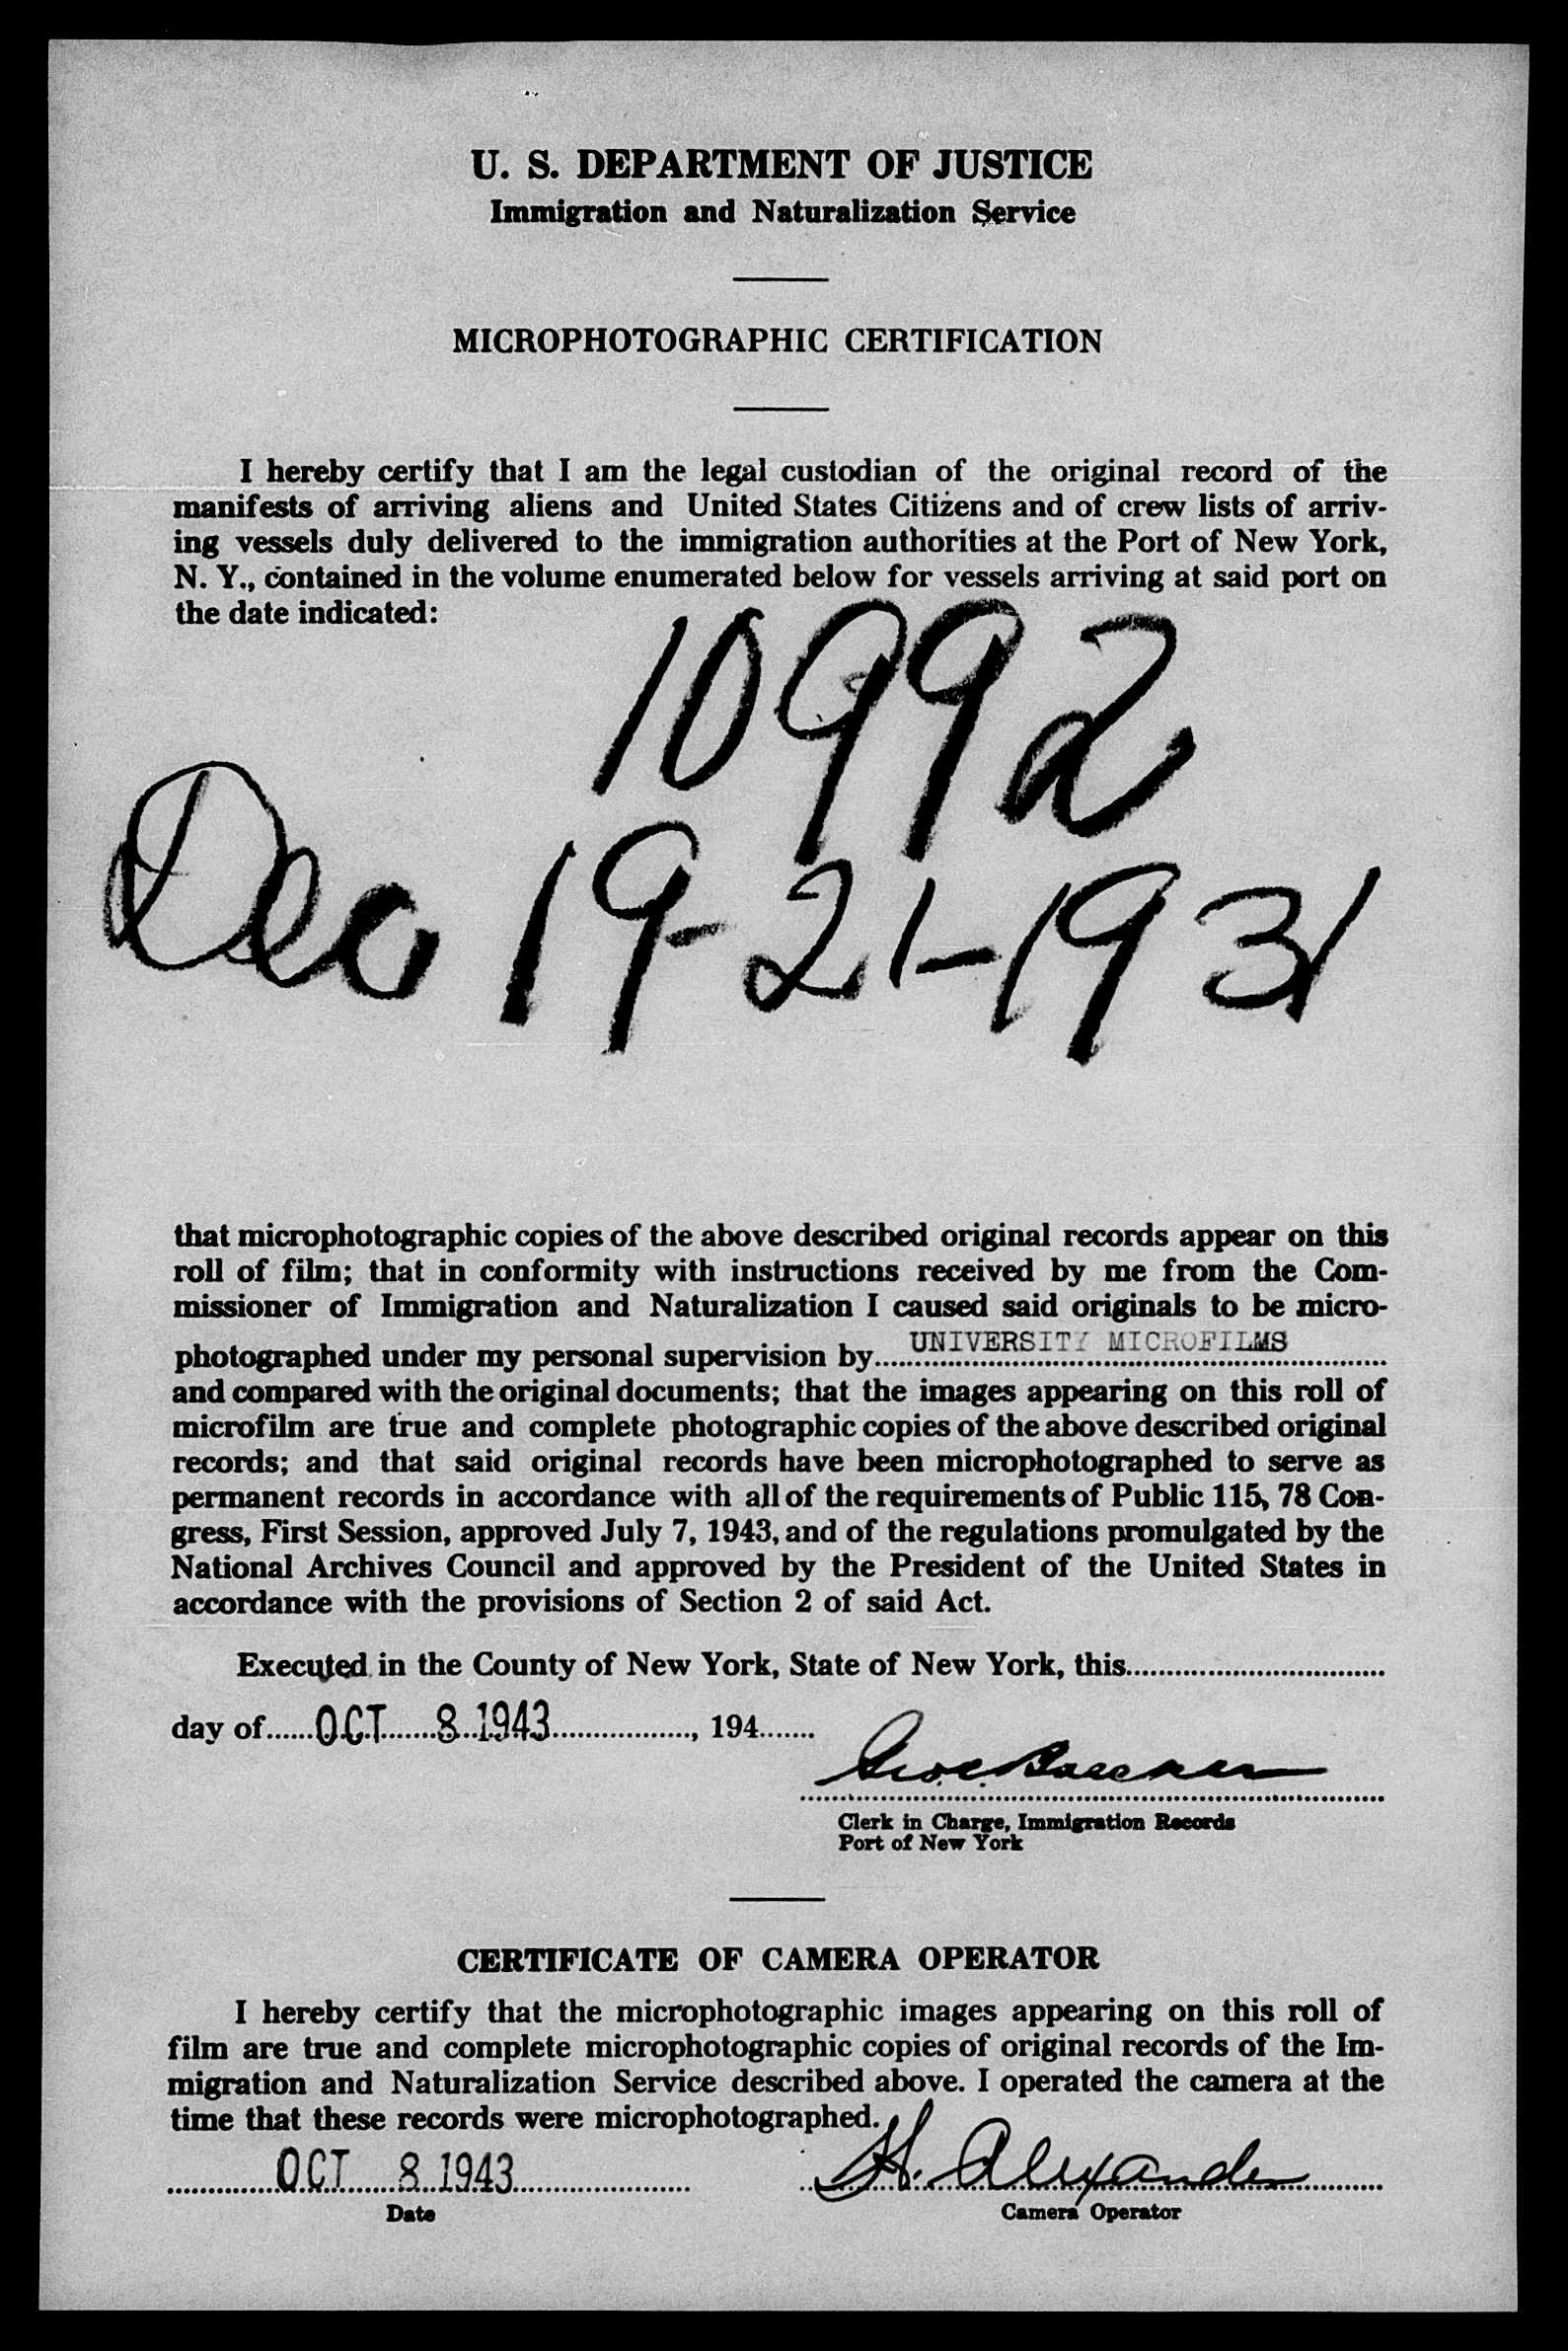 U. S. DEPARTMENT OF JUSTICE
Immigration and Naturalization Service
MICROPHOTOGRAPHIC CERTIFICATION
I hereby certify that I am the legal custodian of the original record of the
manifests of arriving aliens and United States Citizens and of crew lists of arriv-
ing vessels duly delivered to the immigration authorities at the Port of New York,
N. Y., contained in the volume enumerated below for vessels arriving at said port on
the date indicated:
10992
Dec 19-21-1931
that microphotographic copies of the above described original records appear on this
roll of film; that in conformity with instructions received by me from the Com-
missioner of Immigration and Naturalization I caused said originals to be micro-
photographed under my personal supervision by UNIVERSITY MICROFILMS
and compared with the original documents; that the images appearing on this roll of
microfilm are true and complete photographic copies of the above described original
records; and that said original records have been microphotographed to serve as
permanent records in accordance with all of the requirements of Public 115, 78 Con-
gress, First Session, approved July 7, 1943, and of the regulations promulgated by the
National Archives Council and approved by the President of the United States in
accordance with the provisions of Section 2 of said Act.
Executed in the County of New York, State of New York, this
day of OCT 8 1943, 194
Clerk in Charge, Immigration Records
Port of New York
CERTIFICATE OF CAMERA OPERATOR
I hereby certify that the microphotographic images appearing on this roll of
film are true and complete microphotographic copies of original records of the Im-
migration and Naturalization Service described above. I operated the camera at the
time that these records were microphotographed.
OCT 8 1943 H. Alexander
Date Camera Operator